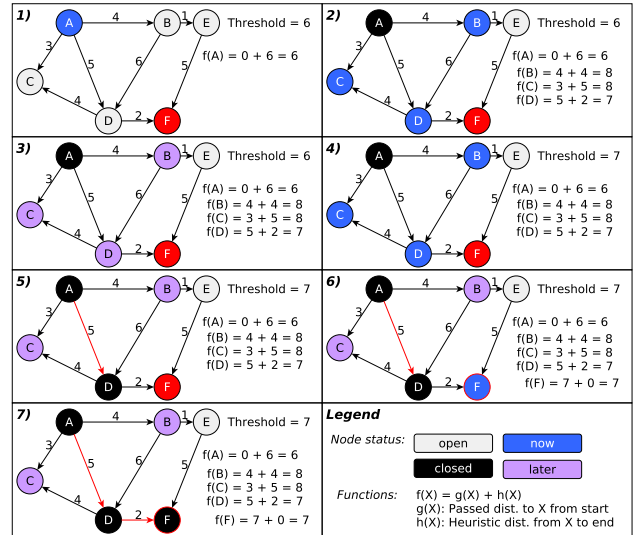 1)
A
4
B
1
E
Threshold = 6
3
5
6
5
f(A) = 0 + 6 = 6
C
4
D
2
F
2)
A
4
B
1
E
Threshold = 6
3
5
6
5
f(A) = 0 + 6 = 6
f(B) = 4 + 4 = 8
f(C) = 3 + 5 = 8
f(D) = 5 + 2 = 7
C
4
D
2
F
3)
A
4
B
1
E
Threshold = 6
3
5
6
5
f(A) = 0 + 6 = 6
f(B) = 4 + 4 = 8
f(C) = 3 + 5 = 8
f(D) = 5 + 2 = 7
C
4
D
2
F
4)
A
4
B
1
E
Threshold = 7
3
5
6
5
f(A) = 0 + 6 = 6
f(B) = 4 + 4 = 8
f(C) = 3 + 5 = 8
f(D) = 5 + 2 = 7
C
4
D
2
F
5)
A
4
B
1
E
Threshold = 7
3
5
6
5
f(A) = 0 + 6 = 6
f(B) = 4 + 4 = 8
f(C) = 3 + 5 = 8
f(D) = 5 + 2 = 7
C
4
D
2
F
6)
A
4
B
1
E
Threshold = 7
3
5
6
5
f(A) = 0 + 6 = 6
f(B) = 4 + 4 = 8
f(C) = 3 + 5 = 8
f(D) = 5 + 2 = 7
f(F) = 7 + 0 = 7
C
4
D
2
F
7)
A
4
B
1
E
Threshold = 7
3
5
6
5
f(A) = 0 + 6 = 6
f(B) = 4 + 4 = 8
f(C) = 3 + 5 = 8
f(D) = 5 + 2 = 7
f(F) = 7 + 0 = 7
C
4
D
2
F
Legend
Node status:
open
now
closed
later
Functions:
f(X) = g(X) + h(X)
g(X): Passed dist. to X from start
h(X): Heuristic dist. from X to end